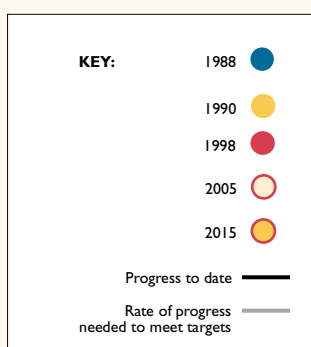 KEY: 1988
1990
1998
2005
2015
Progress to date
Rate of progress
needed to meet targets